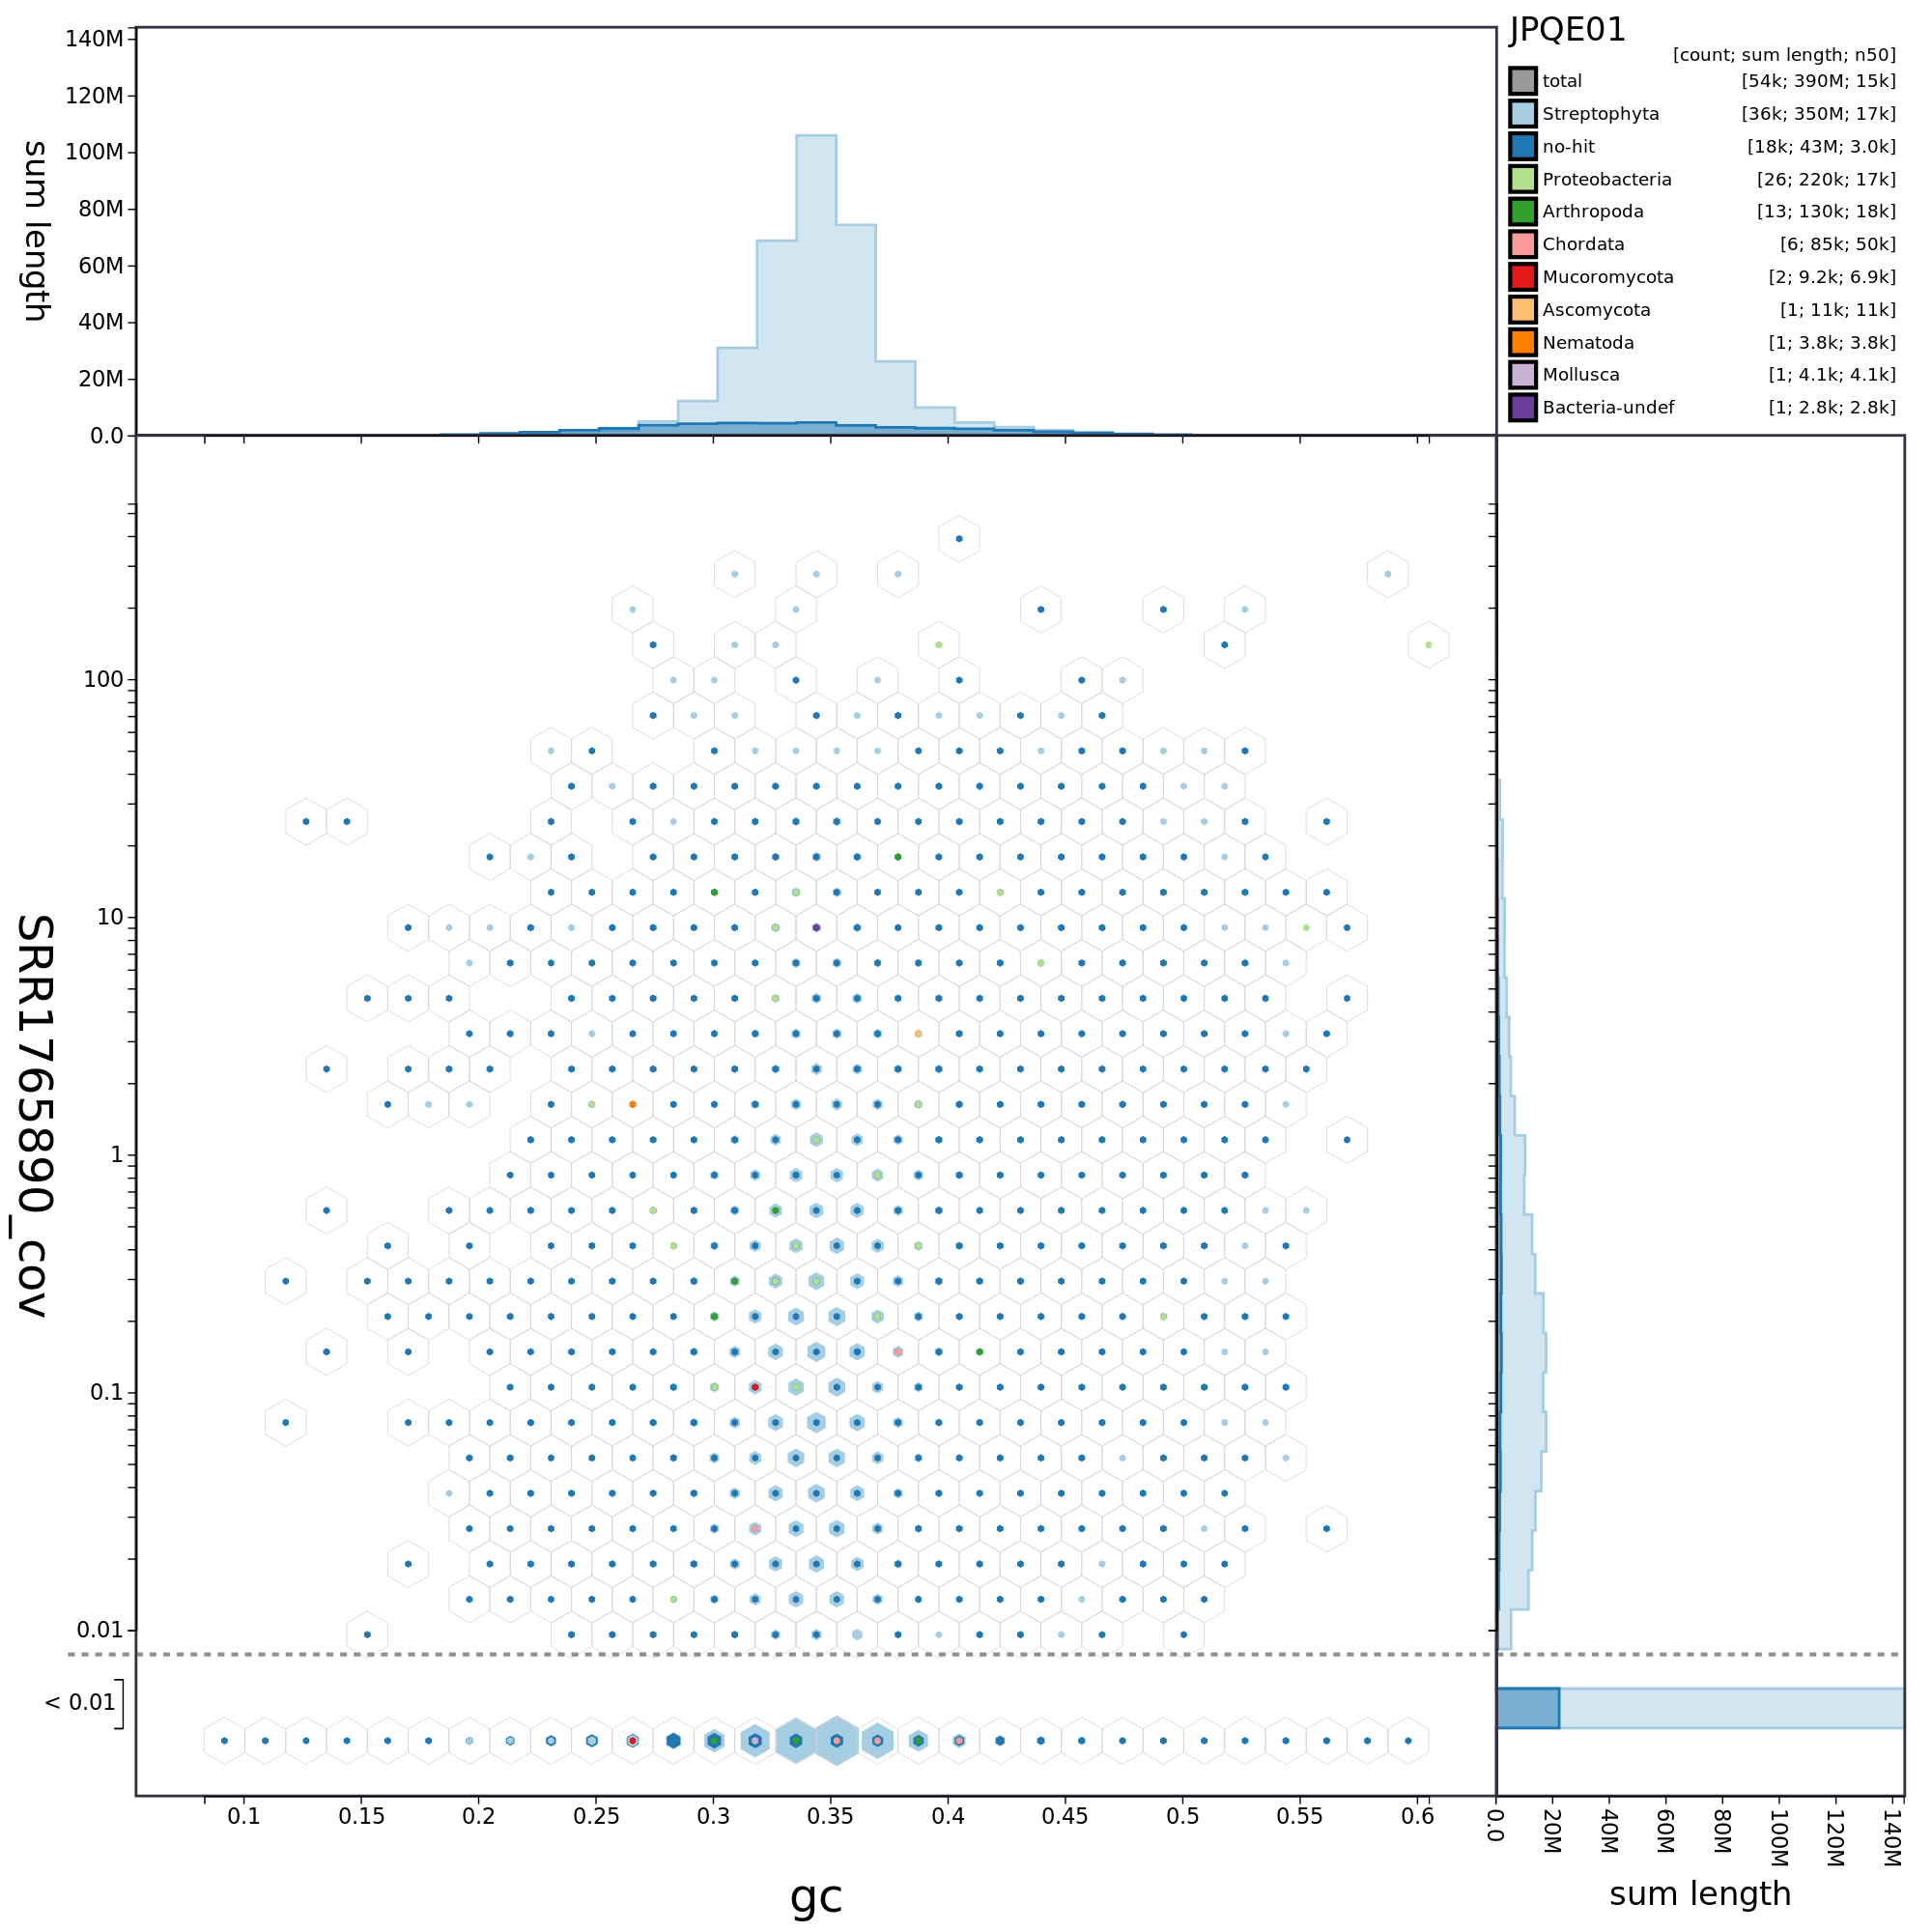 JPQE01
[count; sum length; n50]
total [54k; 390M; 15k]
Streptophyta [36k; 350M; 17k]
no-hit [18k; 43M; 3.0k]
Proteobacteria [26; 220k; 17k]
Arthropoda [13; 130k; 18k]
Chordata [6; 85k; 50k]
Mucoromycota [2; 9.2k; 6.9k]
Ascomycota [1; 11k; 11k]
Nematoda [1; 3.8k; 3.8k]
Mollusca [1; 4.1k; 4.1k]
Bacteria-undef [1; 2.8k; 2.8k]
sum length
140M
120M
100M
80M
60M
40M
20M
0.0
SRR1765890_cov
100
10
1
0.1
0.01
< 0.01
0.1 0.15 0.2 0.25 0.3 0.35 0.4 0.45 0.5 0.55 0.6
gc
0.0 20M 40M 60M 80M 100M 120M 140M
sum length